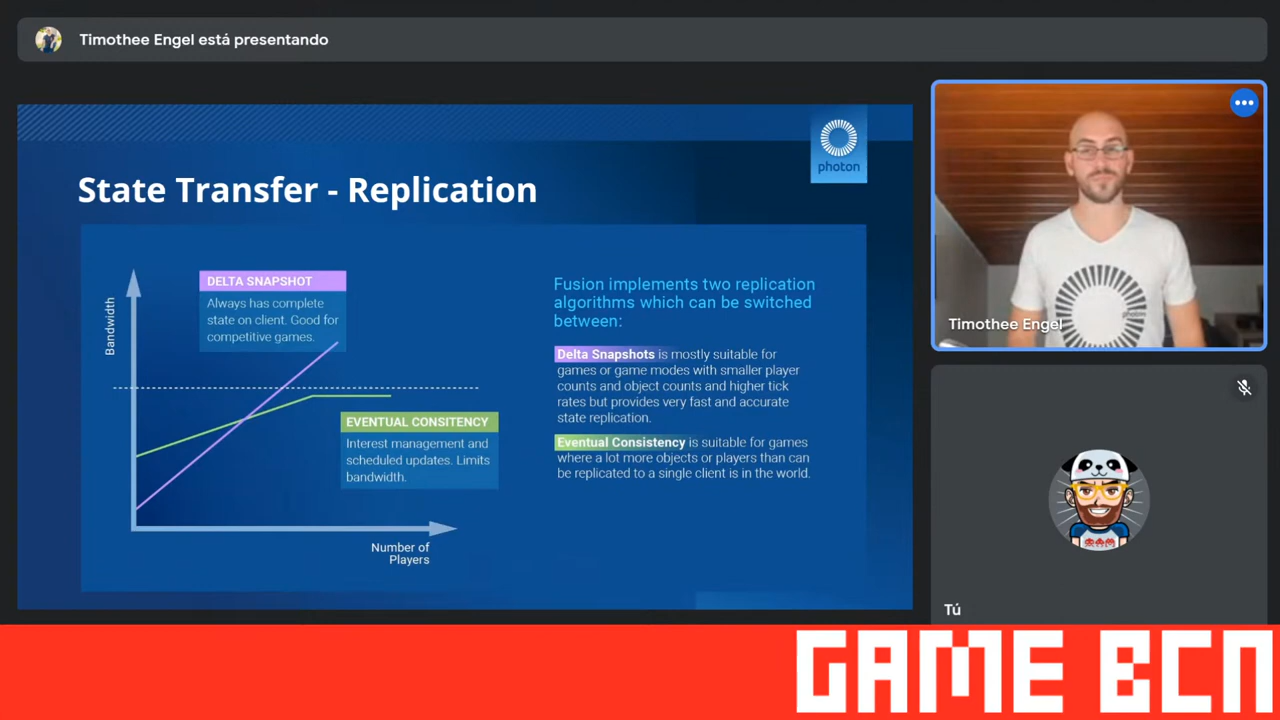 Timothee Engel está presentando
photon
State Transfer - Replication
DELTA SNAPSHOT
Always has complete
state on client. Good for
competitive games.
Bandwidth
EVENTUAL CONSITENCY
Interest management and
scheduled updates. Limits
bandwidth.
Number of
Players
Fusion implements two replication
algorithms which can be switched
between:
Delta Snapshots is mostly suitable for
games or game modes with smaller player
counts and object counts and higher tick
rates but provides very fast and accurate
state replication.
Eventual Consistency is suitable for games
where a lot more objects or players than can
be replicated to a single client is in the world.
photon
Timothee Engel
Tú
GAME BCN